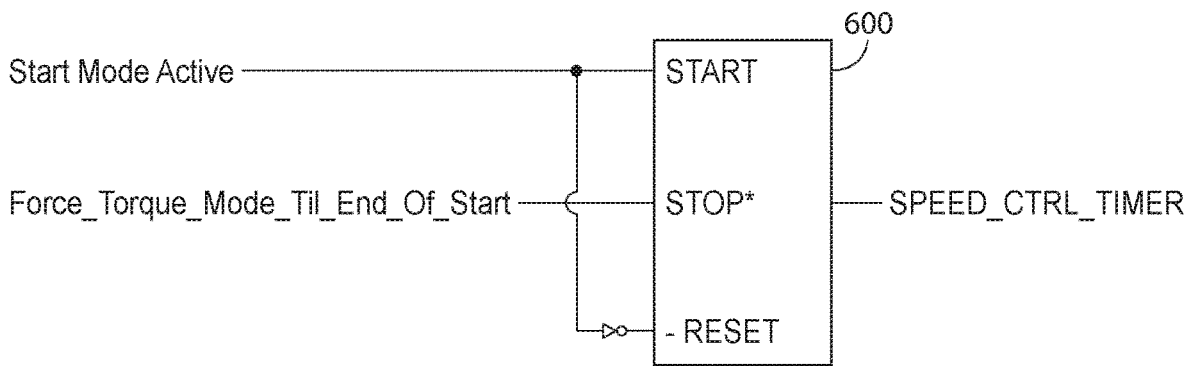 600
Start Mode Active
START
Force_Torque_Mode_Til_End_Of_Start
STOP*
SPEED_CTRL_TIMER
- RESET